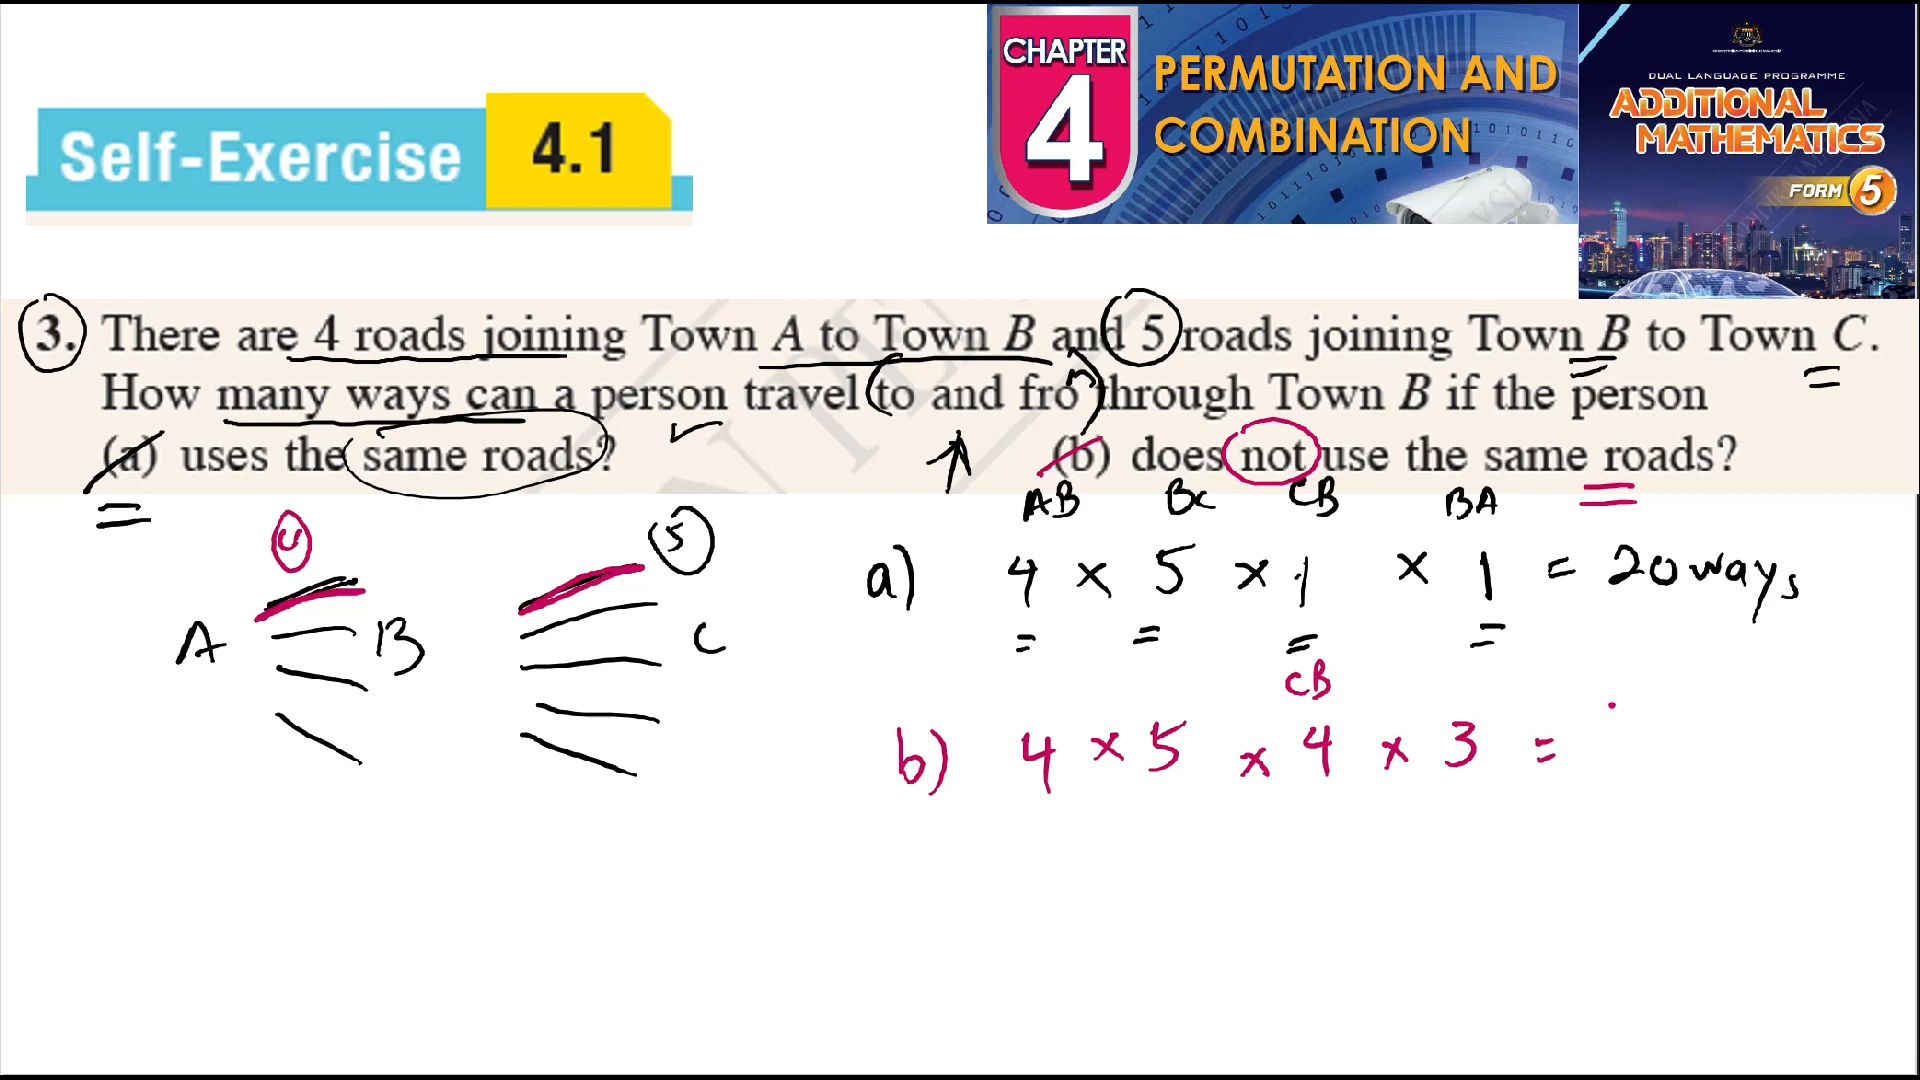 CHAPTER
4
PERMUTATION AND
COMBINATION
DUAL LANGUAGE PROGRAMME
ADDITIONAL
MATHEMATICS
FORM 5
Self-Exercise 4.1
3. There are 4 roads joining Town A to Town B and 5 roads joining Town B to Town C.
How many ways can a person travel to and fro through Town B if the person
(a) uses the same roads? (b) does not use the same roads?
AB BC CB BA
4 5
a) 4 × 5 × 1 × 1 = 20 ways
A B C
CB
b) 4 × 5 × 4 × 3 =